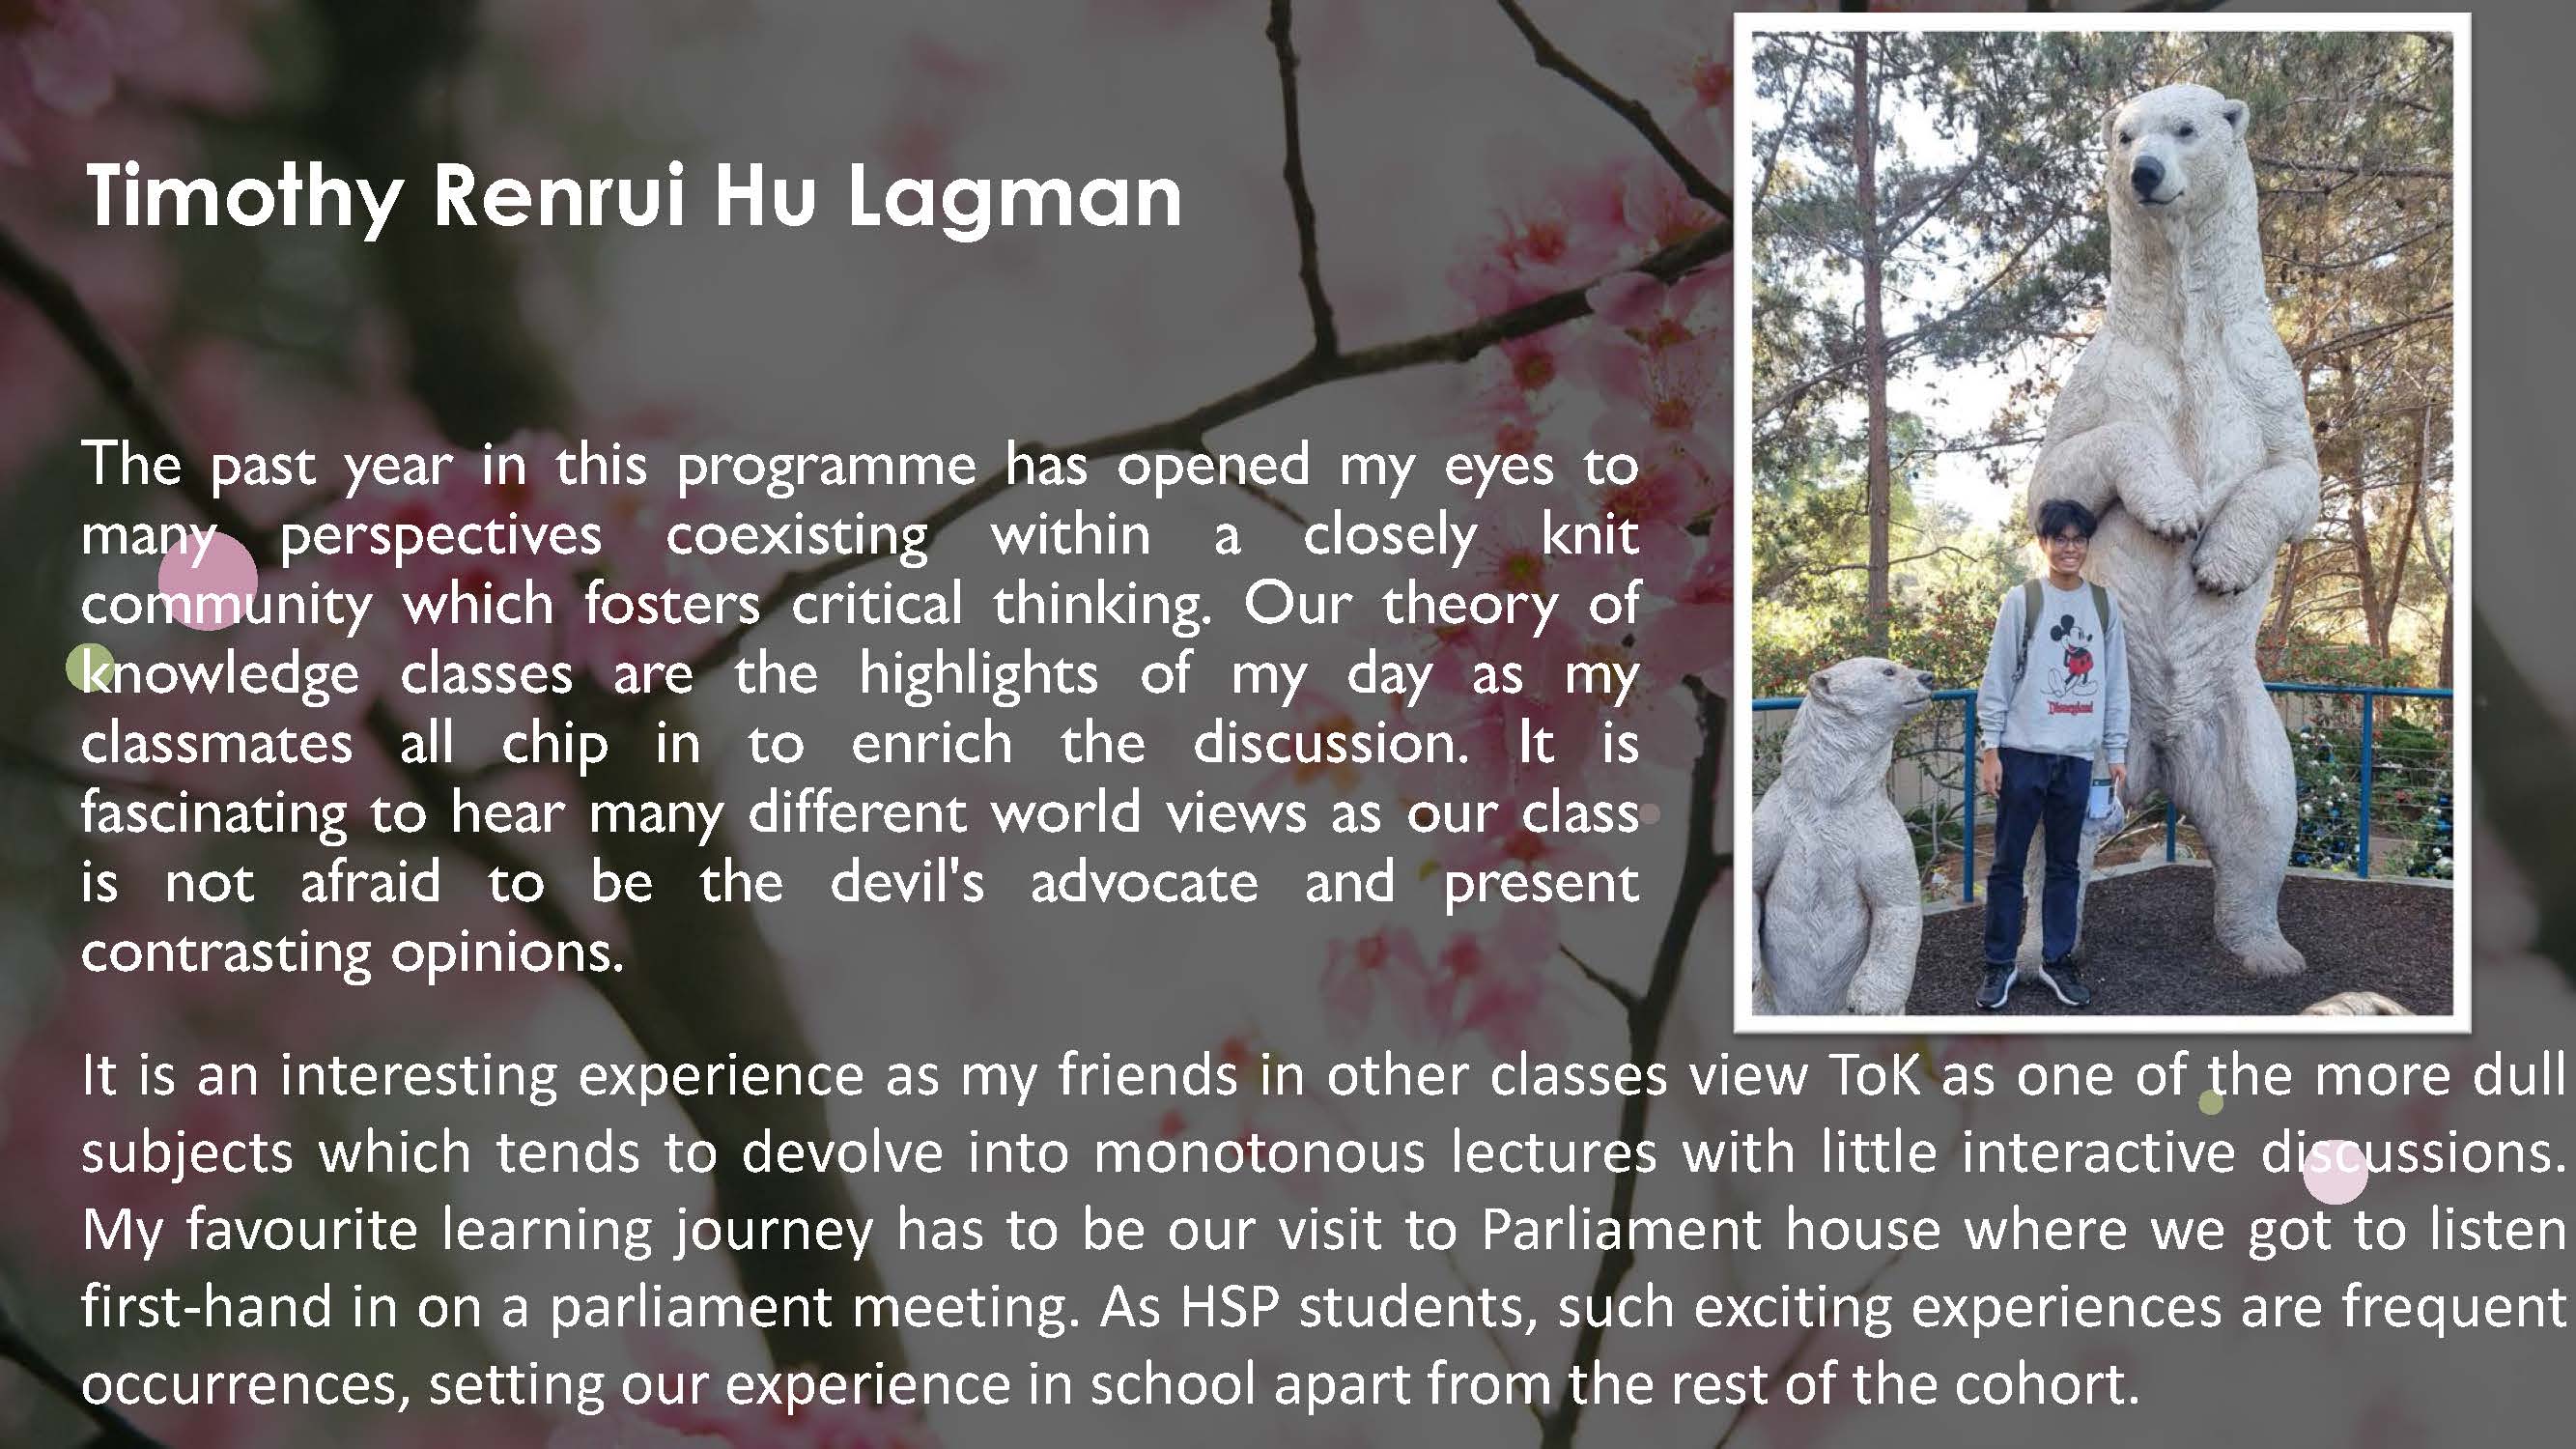 Timothy Renrui Hu Lagman
The past year in this programme has opened my eyes to
many perspectives coexisting within a closely knit
community which fosters critical thinking. Our theory of
knowledge classes are the highlights of my day as my
classmates all chip in to enrich the discussion. It is
fascinating to hear many different world views as our class
is not afraid to be the devil's advocate and present
contrasting opinions.
Disneyland
It is an interesting experience as my friends in other classes view ToK as one of the more dull
subjects which tends to devolve into monotonous lectures with little interactive discussions.
My favourite learning journey has to be our visit to Parliament house where we got to listen
first-hand in on a parliament meeting. As HSP students, such exciting experiences are frequent
occurrences, setting our experience in school apart from the rest of the cohort.